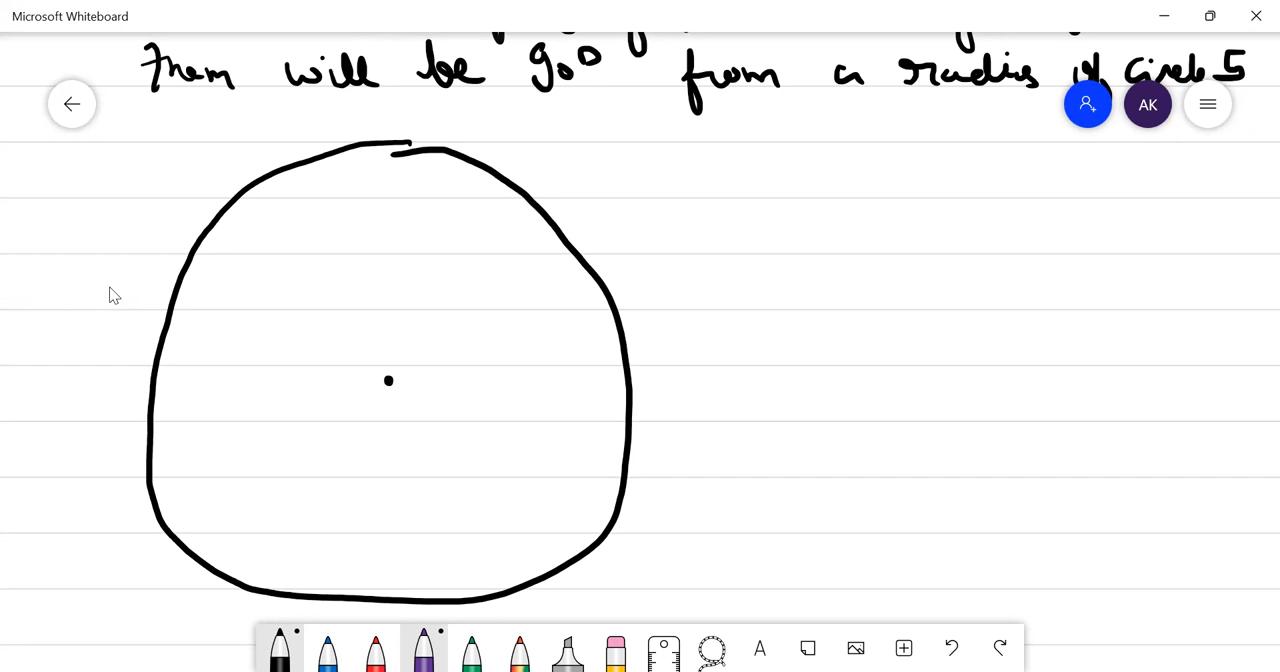 Microsoft Whiteboard
them will be 90° from a radius of circle 5
AK
A